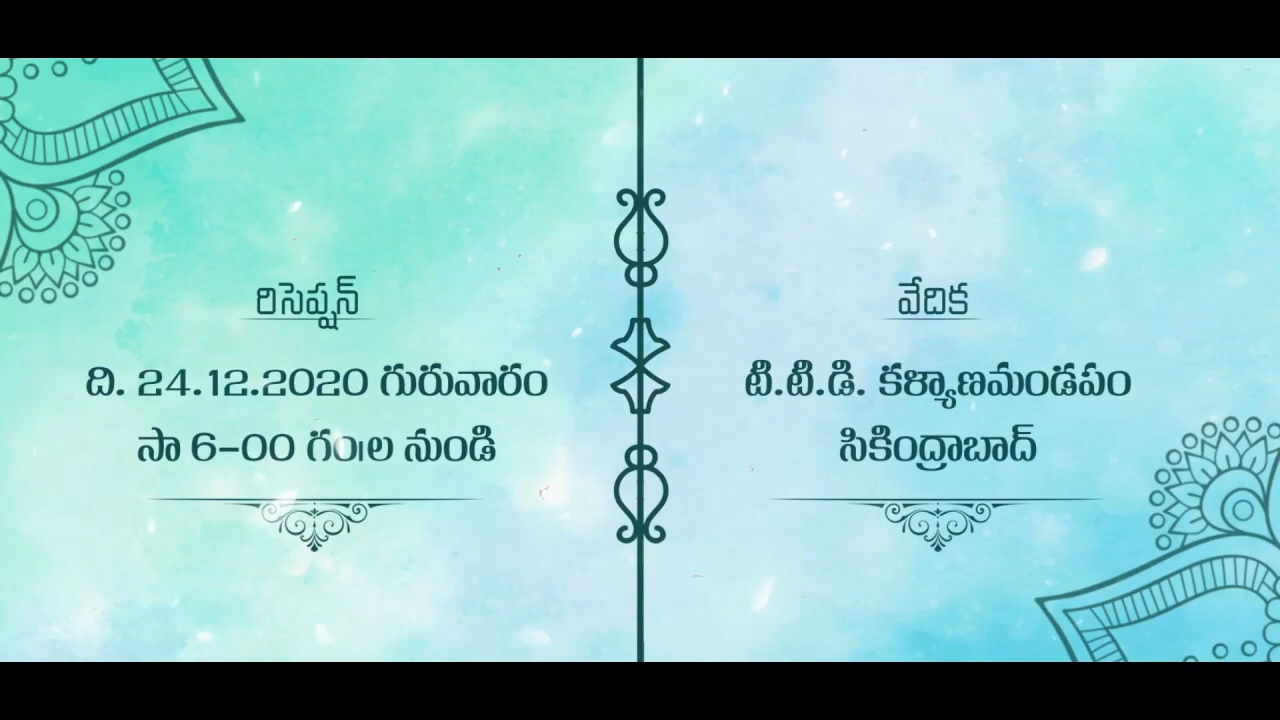 రిసెప్షన్
ది. 24.12.2020 గురువారం
సా 6-00 గం॥ల నుండి
వేదిక
టి.టి.డి. కళ్యాణమండపం
సికింద్రాబాద్